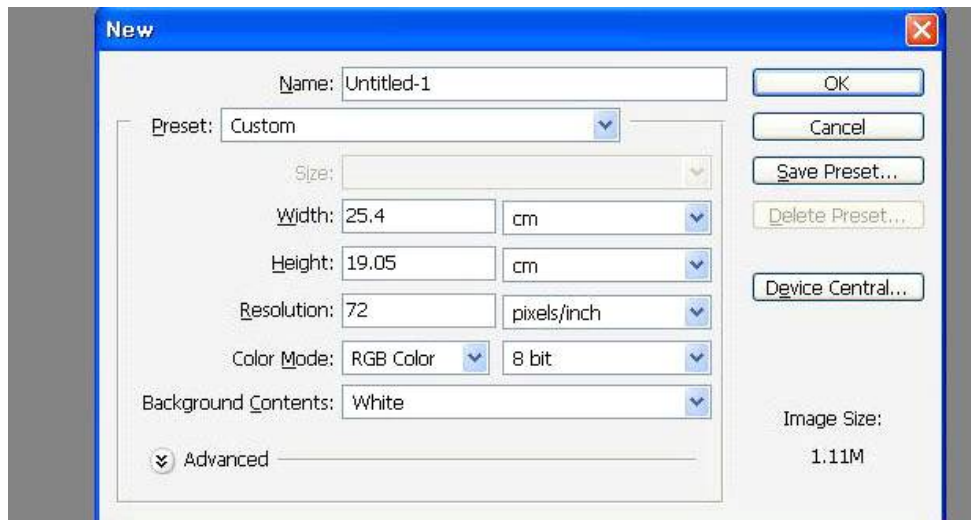 New
Name: Untitled-1
OK
Preset: Custom
Cancel
Size:
Save Preset...
Width: 25.4 cm
Delete Preset...
Height: 19.05 cm
Device Central...
Resolution: 72 pixels/inch
Color Mode: RGB Color 8 bit
Background Contents: White
Image Size:
Advanced
1.11M